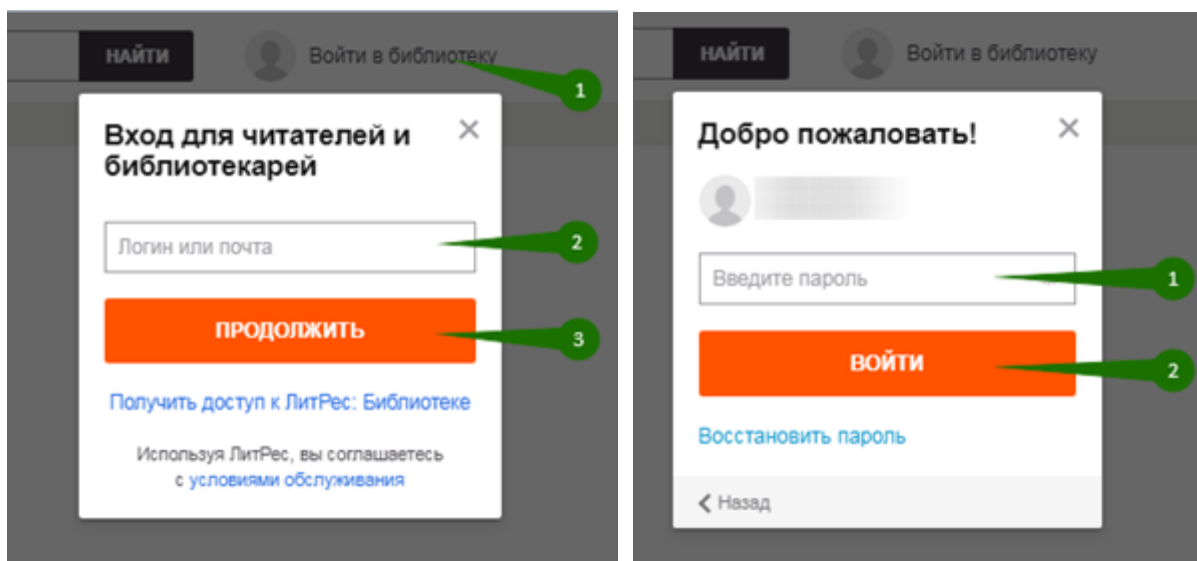 НАЙТИ
Войти в библиотеку
1
Вход для читателей и
библиотекарей
Логин или почта
2
ПРОДОЛЖИТЬ
3
Получить доступ к ЛитРес: Библиотеке
Используя ЛитРес, вы соглашаетесь
с условиями обслуживания
НАЙТИ
Войти в библиотеку
Добро пожаловать!
Введите пароль
1
ВОЙТИ
2
Восстановить пароль
Назад